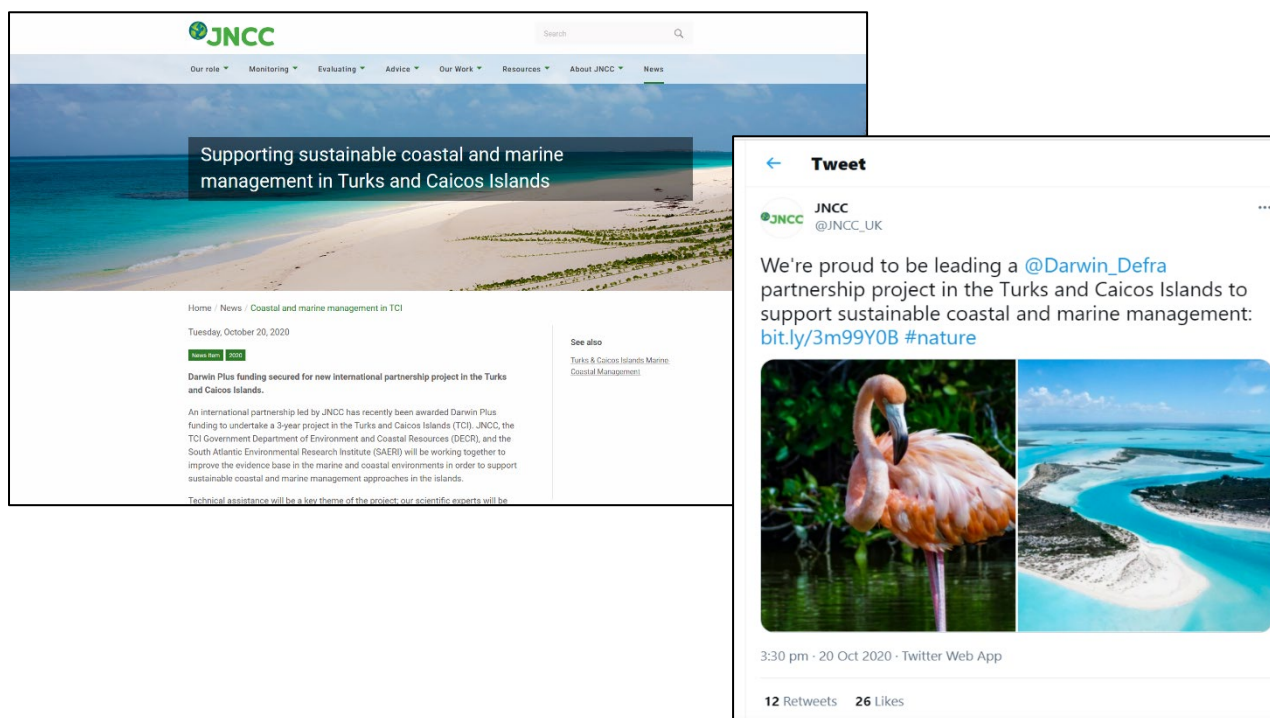 JNCC
Search
Our role
Monitoring
Evaluating
Advice
Our Work
Resources
About JNCC
News
Supporting sustainable coastal and marine
management in Turks and Caicos Islands
Home / News / Coastal and marine management in TCI
Tuesday, October 20, 2020
News Item 2020
Darwin Plus funding secured for new international partnership project in the Turks
and Caicos Islands.
An international partnership led by JNCC has recently been awarded Darwin Plus
funding to undertake a 3-year project in the Turks and Caicos Islands (TCI). JNCC, the
TCI Government Department of Environment and Coastal Resources (DECR), and the
South Atlantic Environmental Research Institute (SAERI) will be working together to
improve the evidence base in the marine and coastal environments in order to support
sustainable coastal and marine management approaches in the islands.
Technical assistance will be a key theme of the project; our scientific experts will be
See also
Turks & Caicos Islands Marine
Coastal Management
Tweet
JNCC
JNCC
@JNCC_UK
We're proud to be leading a @Darwin_Defra
partnership project in the Turks and Caicos Islands to
support sustainable coastal and marine management:
bit.ly/3m99Y0B #nature
3:30 pm · 20 Oct 2020 · Twitter Web App
12 Retweets 26 Likes